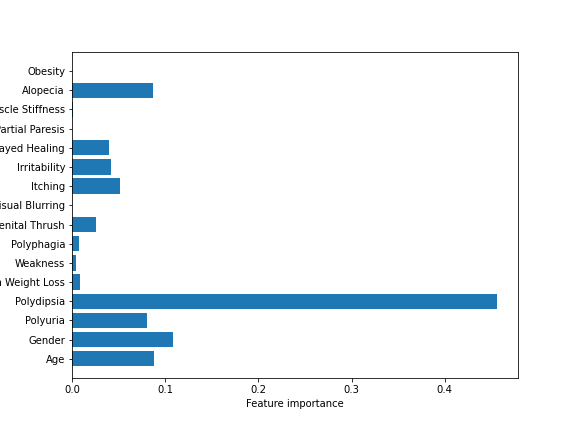 Obesity
Alopecia
scle Stiffness
artial Paresis
ayed Healing
Irritability
Itching
isual Blurring
enital Thrush
Polyphagia
Weakness
Weight Loss
Polydipsia
Polyuria
Gender
Age
0.0 0.1 0.2 0.3 0.4
Feature importance